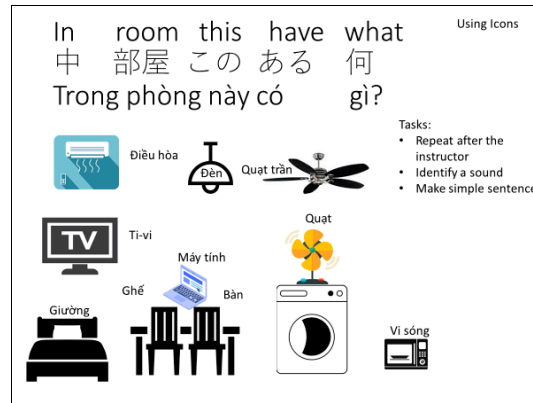 Using Icons
In room this have what
中 部屋 この ある 何
Trong phòng này có gì?
Tasks:
• Repeat after the
instructor
• Identify a sound
• Make simple sentence
Điều hòa
Đèn
Quạt trần
TV
Ti-vi
Quạt
Máy tính
Ghế
Bàn
Giường
Vi sóng